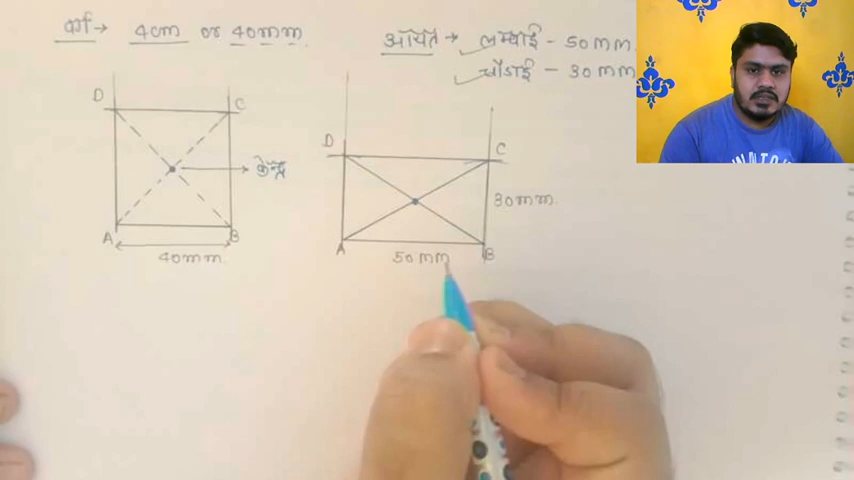 वर्ग → 4cm or 40mm.
आयत → लम्बाई - 50mm.
चौडाई - 30mm
D C
केन्द्र
A B
40mm.
D C
30mm.
A B
50mm